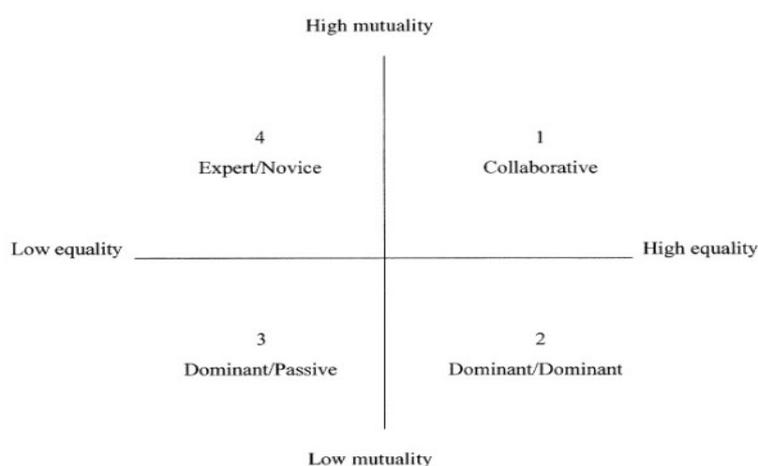 High mutuality
4
Expert/Novice
1
Collaborative
Low equality
High equality
3
Dominant/Passive
2
Dominant/Dominant
Low mutuality